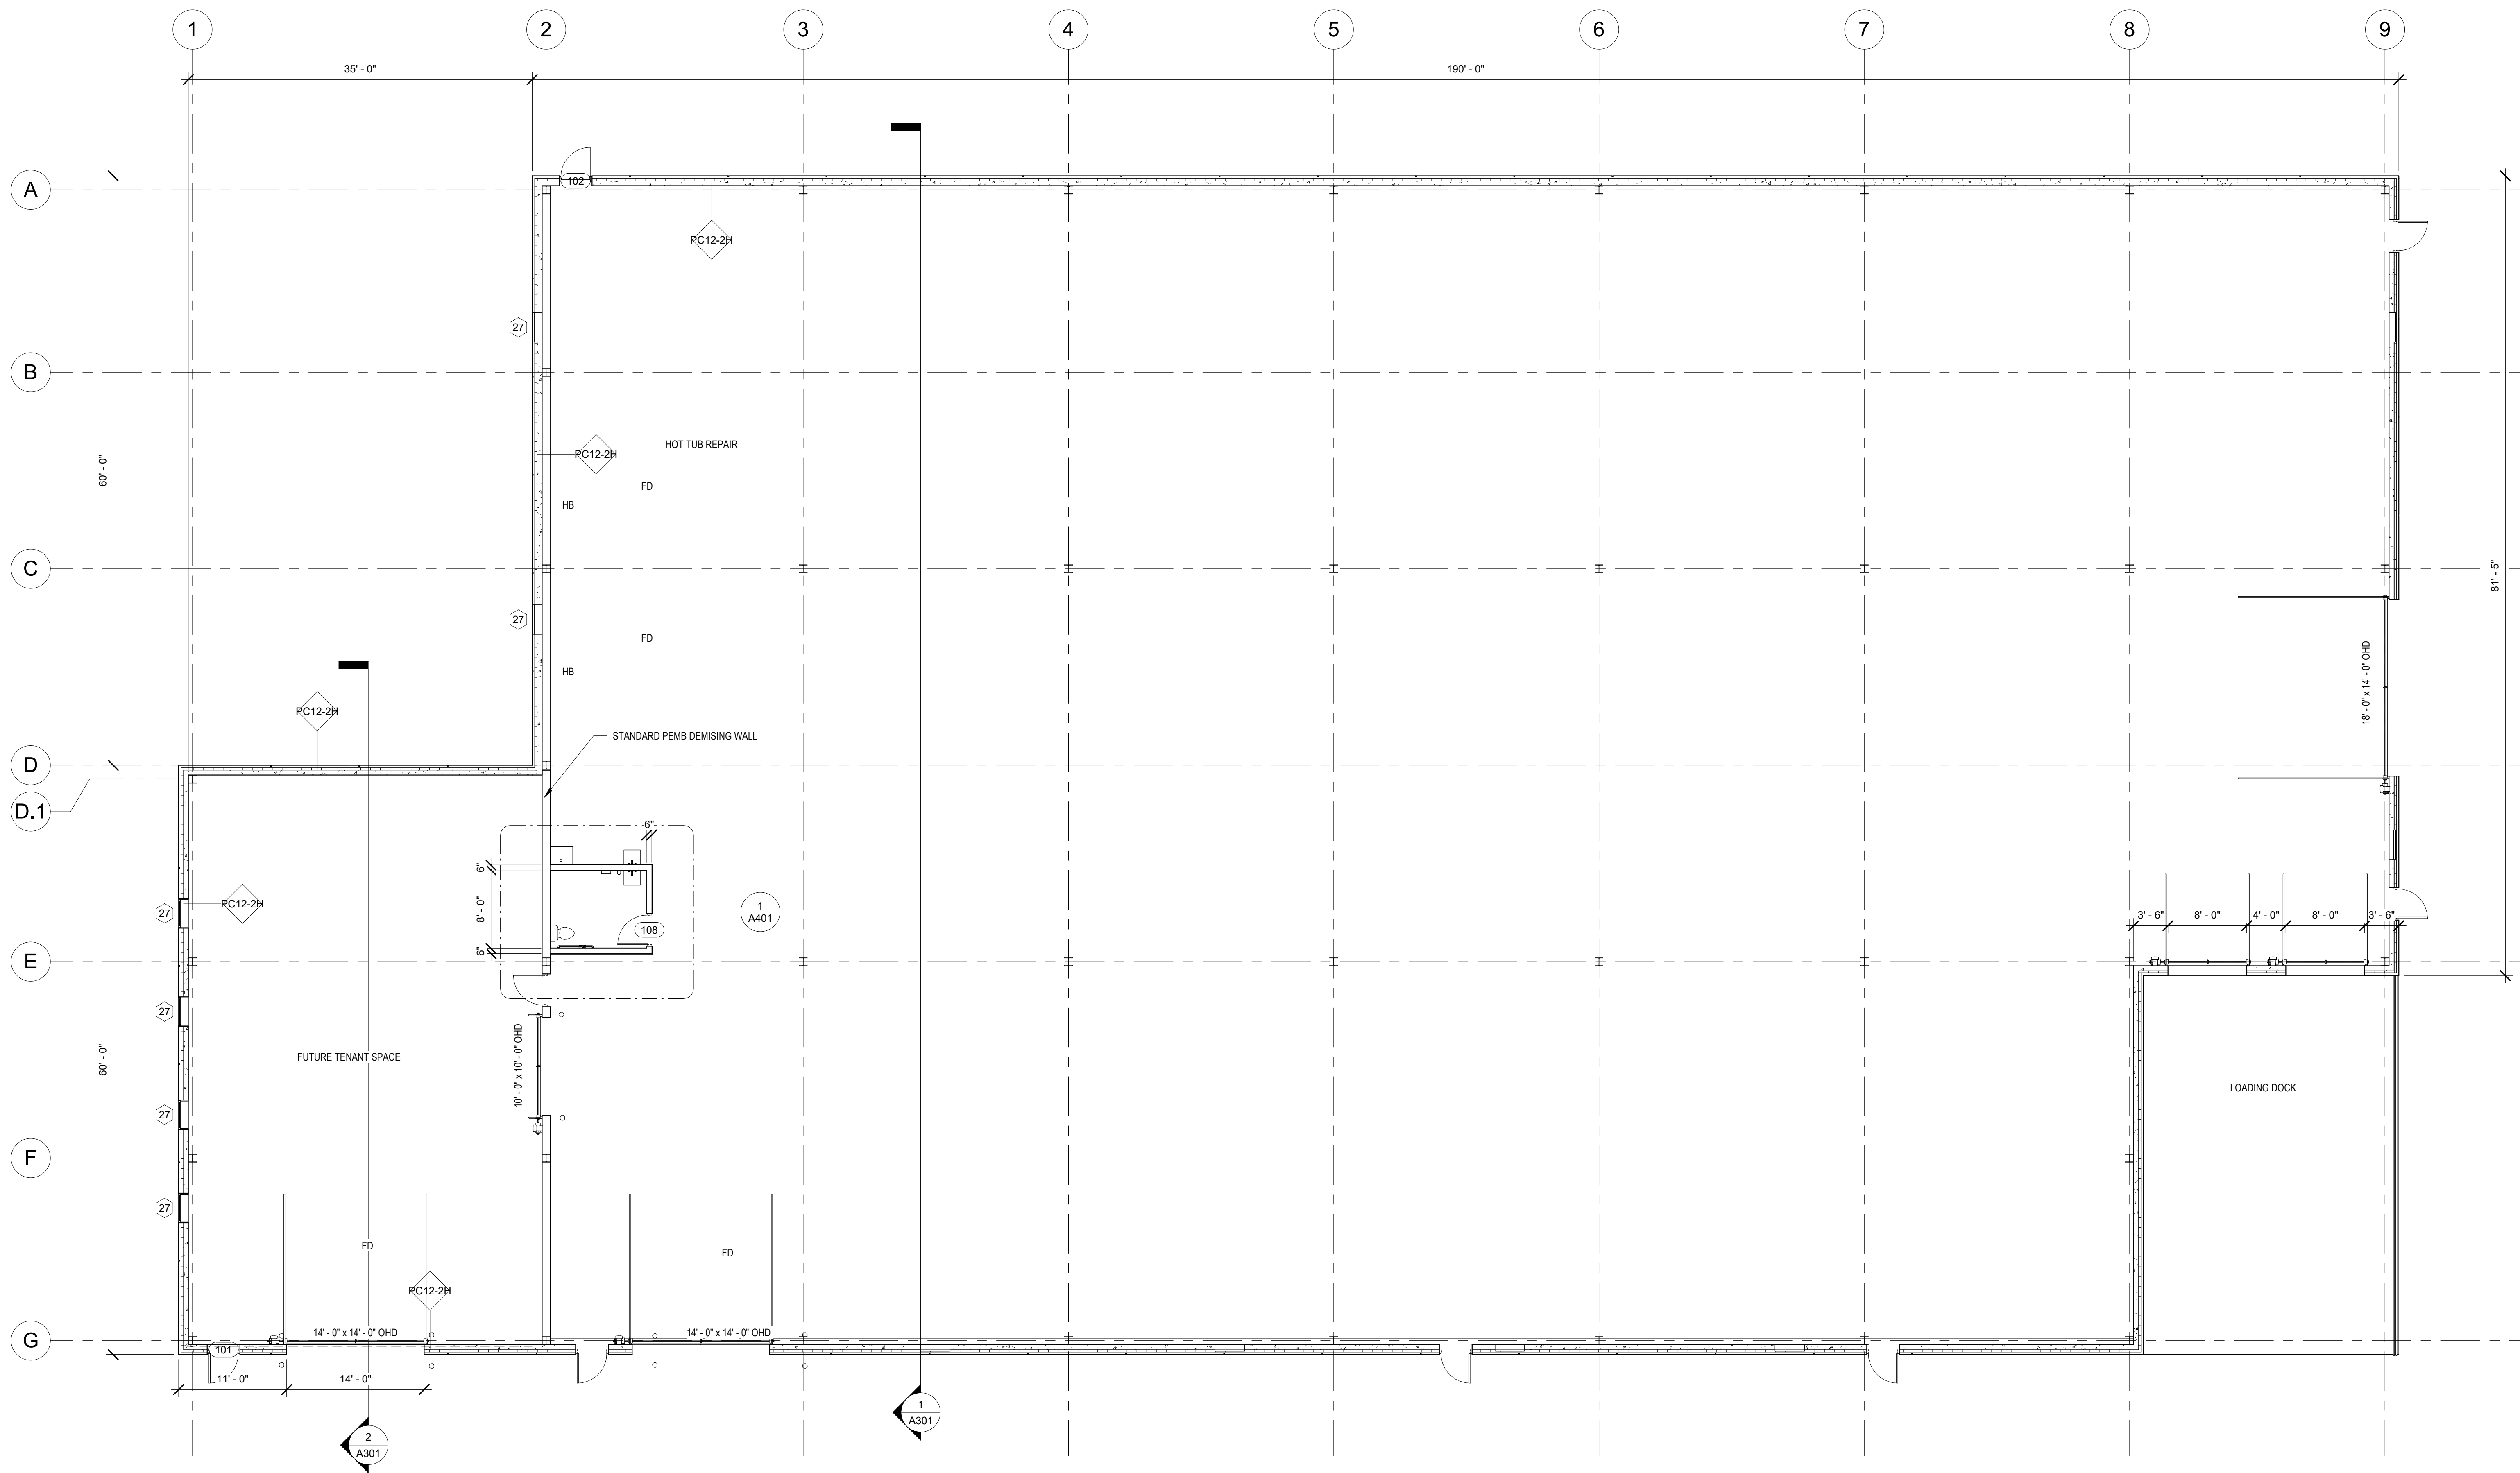 1 2 3 4 5 6 7 8 9
35' - 0" 190' - 0"
A
102
PC12-2H
27
B
HOT TUB REPAIR
PC12-2H
60' - 0"
FD
HB
C
81' - 5"
27
FD
HB
18' - 0" x 14' - 0" OHD
PC12-2H
STANDARD PEMB DEMISING WALL
D
D.1
6"
6"
8' - 0"
6"
PC12-2H
27
1
A401
108
3' - 6" 8' - 0" 4' - 0" 8' - 0" 3' - 6"
E
27
10' - 0" x 10' - 0" OHD
FUTURE TENANT SPACE
60' - 0"
LOADING DOCK
27
F
27
FD
FD
PC12-2H
14' - 0" x 14' - 0" OHD
14' - 0" x 14' - 0" OHD
G
101
11' - 0" 14' - 0"
1
A301
2
A301